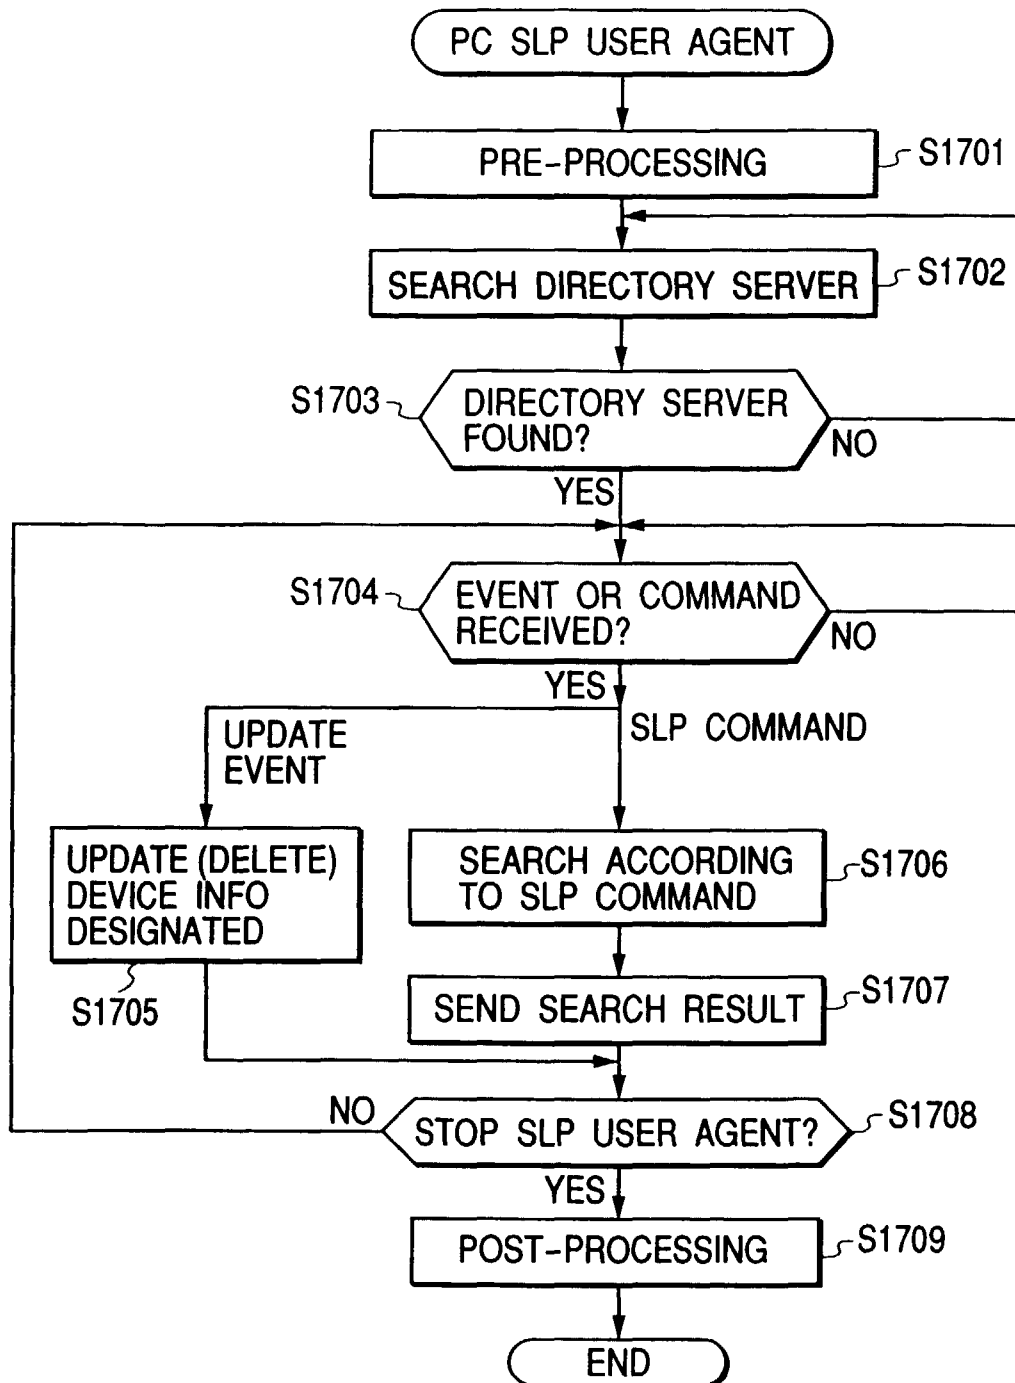 PC SLP USER AGENT
PRE-PROCESSING
S1701
SEARCH DIRECTORY SERVER
S1702
S1703
DIRECTORY SERVER
FOUND?
NO
YES
S1704
EVENT OR COMMAND
RECEIVED?
NO
YES
UPDATE
EVENT
SLP COMMAND
UPDATE (DELETE)
DEVICE INFO
DESIGNATED
S1705
SEARCH ACCORDING
TO SLP COMMAND
S1706
SEND SEARCH RESULT
S1707
NO
STOP SLP USER AGENT?
S1708
YES
POST-PROCESSING
S1709
END